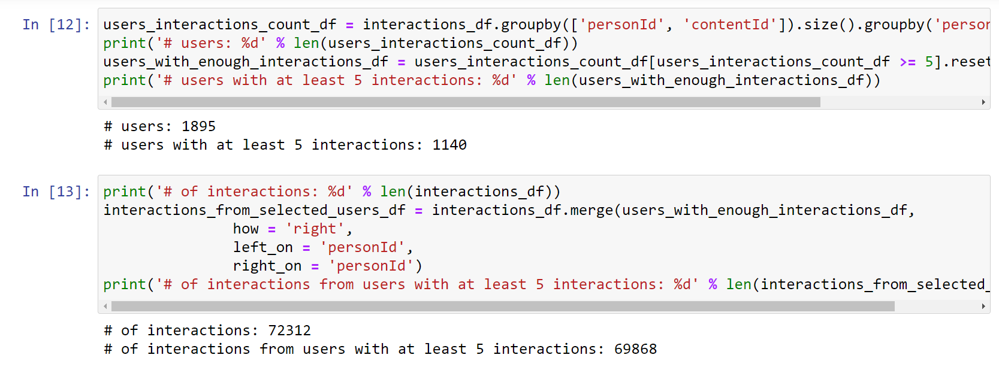 In [12]:
users_interactions_count_df = interactions_df.groupby(['personId', 'contentId']).size().groupby('person
print('# users: %d' % len(users_interactions_count_df))
users_with_enough_interactions_df = users_interactions_count_df[users_interactions_count_df >= 5].reset
print('# users with at least 5 interactions: %d' % len(users_with_enough_interactions_df))
# users: 1895
# users with at least 5 interactions: 1140
In [13]:
print('# of interactions: %d' % len(interactions_df))
interactions_from_selected_users_df = interactions_df.merge(users_with_enough_interactions_df,
how = 'right',
left_on = 'personId',
right_on = 'personId')
print('# of interactions from users with at least 5 interactions: %d' % len(interactions_from_selected_
# of interactions: 72312
# of interactions from users with at least 5 interactions: 69868